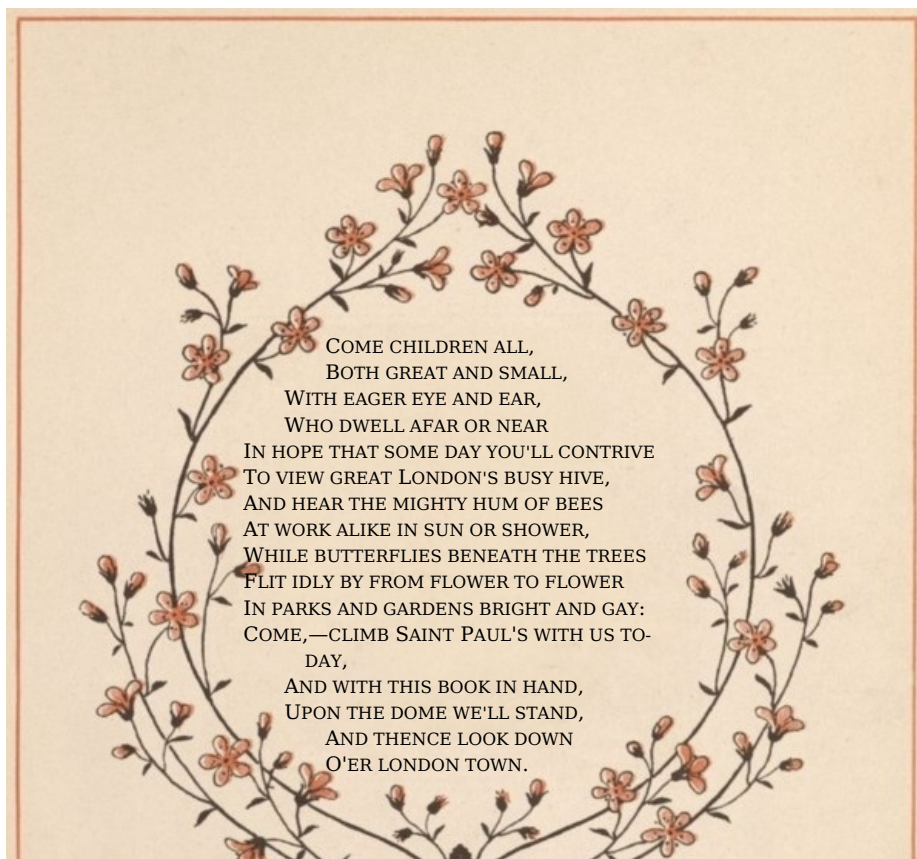 Come children all,
Both great and small,
With eager eye and ear,
Who dwell afar or near
In hope that some day you'll contrive
To view great London's busy hive,
And hear the mighty hum of bees
At work alike in sun or shower,
While butterflies beneath the trees
Flit idly by from flower to flower
In parks and gardens bright and gay:
Come,—climb Saint Paul's with us to-
day,
And with this book in hand,
Upon the dome we'll stand,
And thence look down
O'er london town.